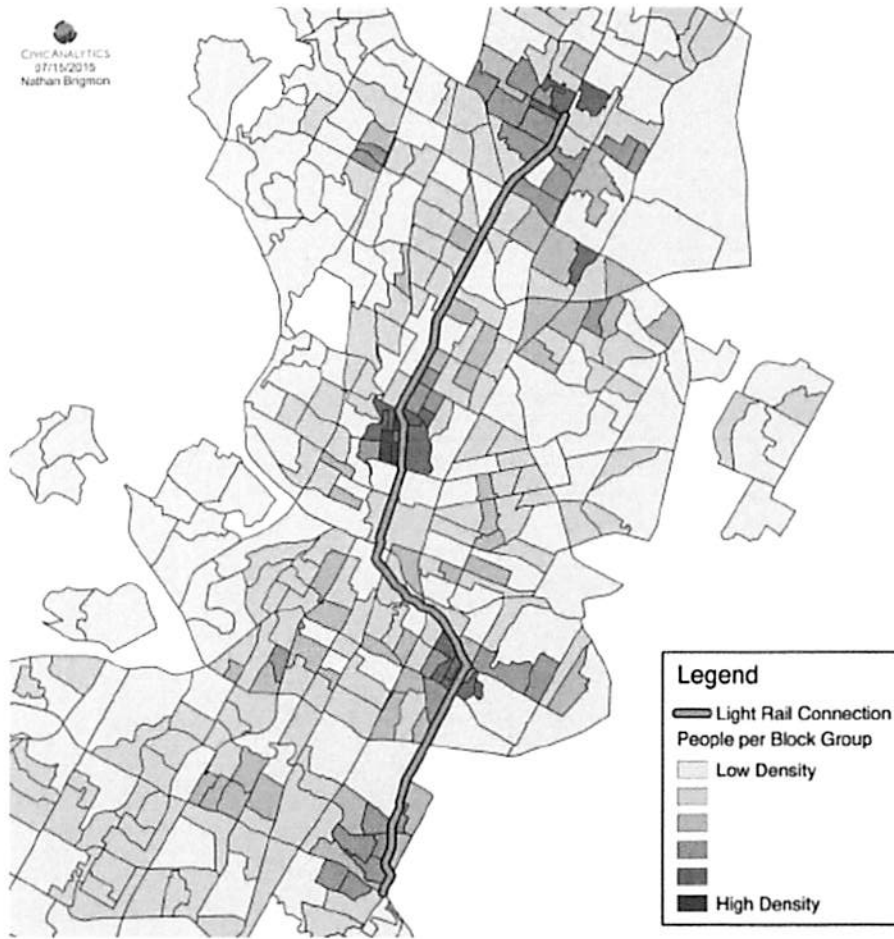 CIVICANALYTICS
07/15/2015
Nathan Brigmon
Legend
Light Rail Connection
People per Block Group
Low Density
High Density